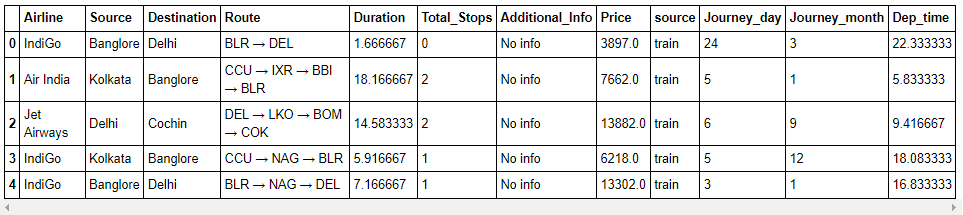 Airline Source Destination Route Duration Total_Stops Additional_Info Price source Journey_day Journey_month Dep_time
0 IndiGo Banglore Delhi BLR → DEL 1.666667 0 No info 3897.0 train 24 3 22.333333
1 Air India Kolkata Banglore CCU → IXR → BBI → BLR 18.166667 2 No info 7662.0 train 5 1 5.833333
2 Jet Airways Delhi Cochin DEL → LKO → BOM → COK 14.583333 2 No info 13882.0 train 6 9 9.416667
3 IndiGo Kolkata Banglore CCU → NAG → BLR 5.916667 1 No info 6218.0 train 5 12 18.083333
4 IndiGo Banglore Delhi BLR → NAG → DEL 7.166667 1 No info 13302.0 train 3 1 16.833333